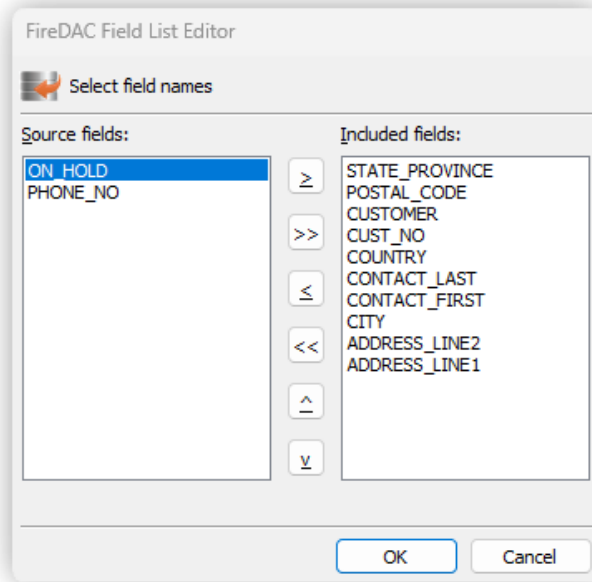 FireDAC Field List Editor
Select field names
Source fields:
ON_HOLD
PHONE_NO
>
>>
<
<<
^
v
Included fields:
STATE_PROVINCE
POSTAL_CODE
CUSTOMER
CUST_NO
COUNTRY
CONTACT_LAST
CONTACT_FIRST
CITY
ADDRESS_LINE2
ADDRESS_LINE1
OK
Cancel